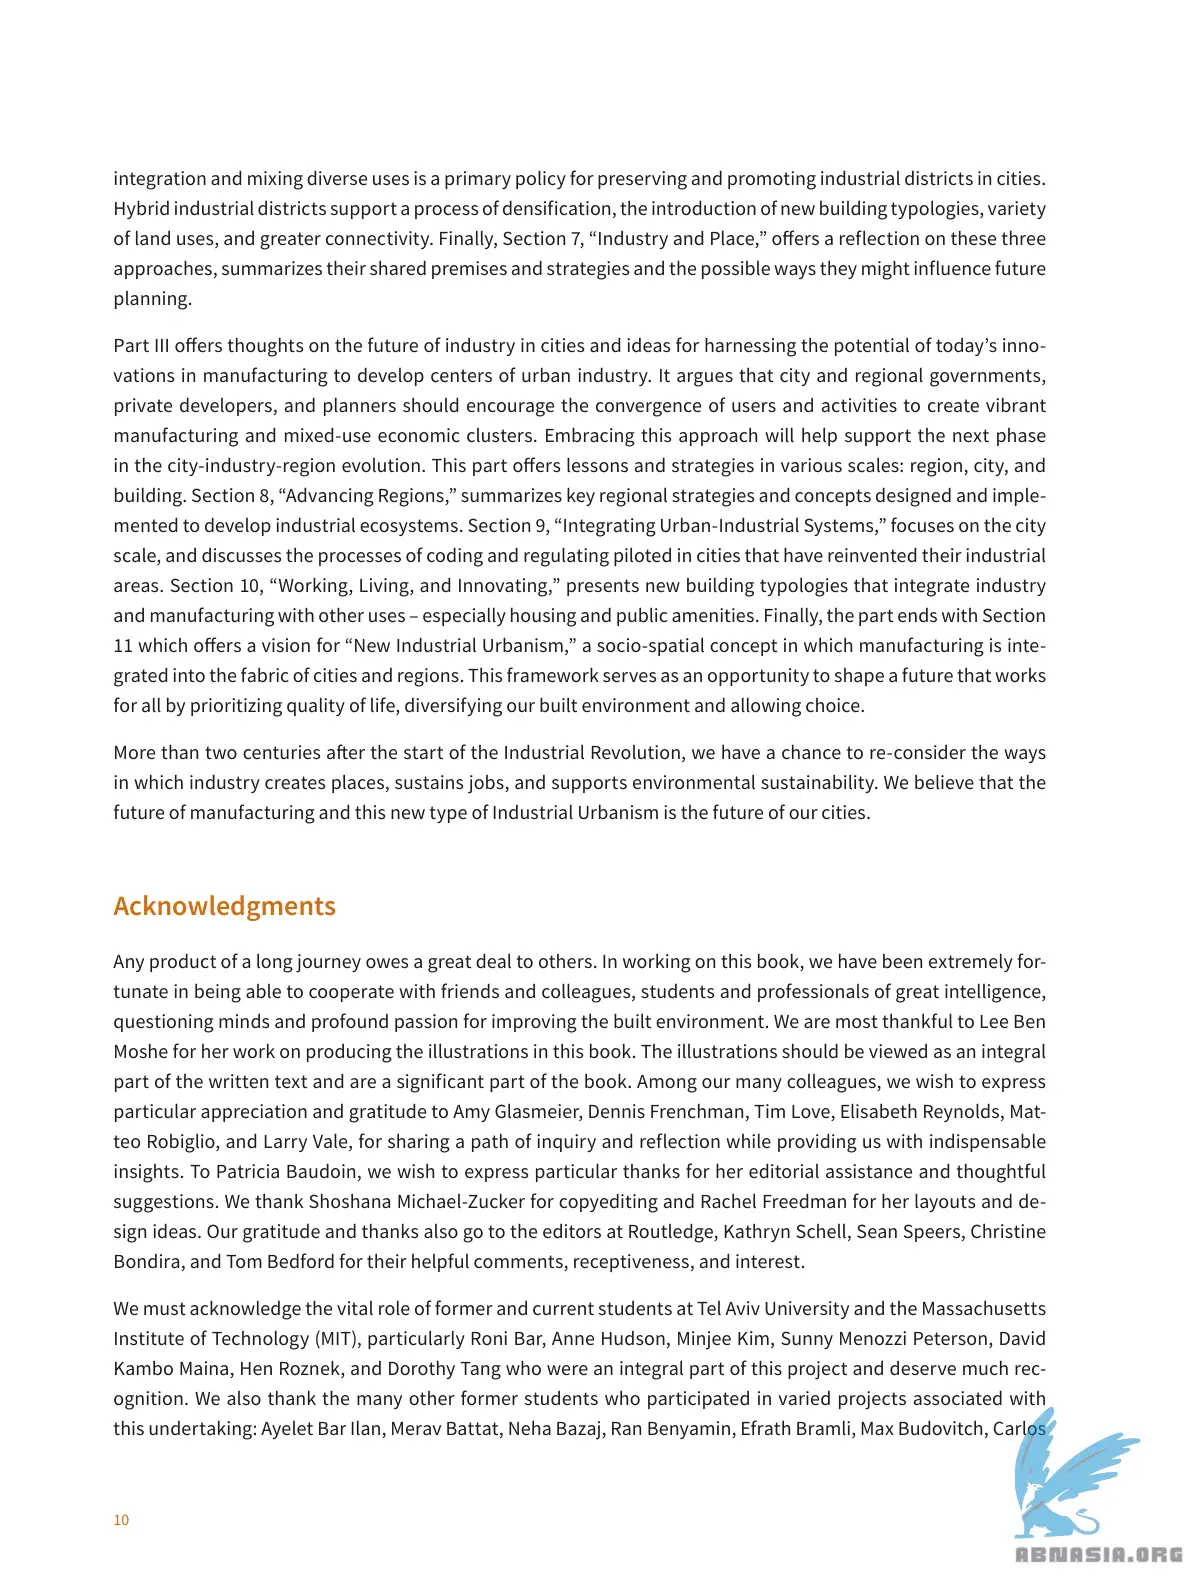 integration and mixing diverse uses is a primary policy for preserving and promoting industrial districts in cities.
Hybrid industrial districts support a process of densification, the introduction of new building typologies, variety
of land uses, and greater connectivity. Finally, Section 7, “Industry and Place,” offers a reflection on these three
approaches, summarizes their shared premises and strategies and the possible ways they might influence future
planning.
Part III offers thoughts on the future of industry in cities and ideas for harnessing the potential of today’s inno-
vations in manufacturing to develop centers of urban industry. It argues that city and regional governments,
private developers, and planners should encourage the convergence of users and activities to create vibrant
manufacturing and mixed-use economic clusters. Embracing this approach will help support the next phase
in the city-industry-region evolution. This part offers lessons and strategies in various scales: region, city, and
building. Section 8, “Advancing Regions,” summarizes key regional strategies and concepts designed and imple-
mented to develop industrial ecosystems. Section 9, “Integrating Urban-Industrial Systems,” focuses on the city
scale, and discusses the processes of coding and regulating piloted in cities that have reinvented their industrial
areas. Section 10, “Working, Living, and Innovating,” presents new building typologies that integrate industry
and manufacturing with other uses – especially housing and public amenities. Finally, the part ends with Section
11 which offers a vision for “New Industrial Urbanism,” a socio-spatial concept in which manufacturing is inte-
grated into the fabric of cities and regions. This framework serves as an opportunity to shape a future that works
for all by prioritizing quality of life, diversifying our built environment and allowing choice.
More than two centuries after the start of the Industrial Revolution, we have a chance to re-consider the ways
in which industry creates places, sustains jobs, and supports environmental sustainability. We believe that the
future of manufacturing and this new type of Industrial Urbanism is the future of our cities.
Acknowledgments
Any product of a long journey owes a great deal to others. In working on this book, we have been extremely for-
tunate in being able to cooperate with friends and colleagues, students and professionals of great intelligence,
questioning minds and profound passion for improving the built environment. We are most thankful to Lee Ben
Moshe for her work on producing the illustrations in this book. The illustrations should be viewed as an integral
part of the written text and are a significant part of the book. Among our many colleagues, we wish to express
particular appreciation and gratitude to Amy Glasmeier, Dennis Frenchman, Tim Love, Elisabeth Reynolds, Mat-
teo Robiglio, and Larry Vale, for sharing a path of inquiry and reflection while providing us with indispensable
insights. To Patricia Baudoin, we wish to express particular thanks for her editorial assistance and thoughtful
suggestions. We thank Shoshana Michael-Zucker for copyediting and Rachel Freedman for her layouts and de-
sign ideas. Our gratitude and thanks also go to the editors at Routledge, Kathryn Schell, Sean Speers, Christine
Bondira, and Tom Bedford for their helpful comments, receptiveness, and interest.
We must acknowledge the vital role of former and current students at Tel Aviv University and the Massachusetts
Institute of Technology (MIT), particularly Roni Bar, Anne Hudson, Minjee Kim, Sunny Menozzi Peterson, David
Kambo Maina, Hen Roznek, and Dorothy Tang who were an integral part of this project and deserve much rec-
ognition. We also thank the many other former students who participated in varied projects associated with
this undertaking: Ayelet Bar Ilan, Merav Battat, Neha Bazaj, Ran Benyamin, Efrath Bramli, Max Budovitch, Carlos
10
ABNASIA.ORG